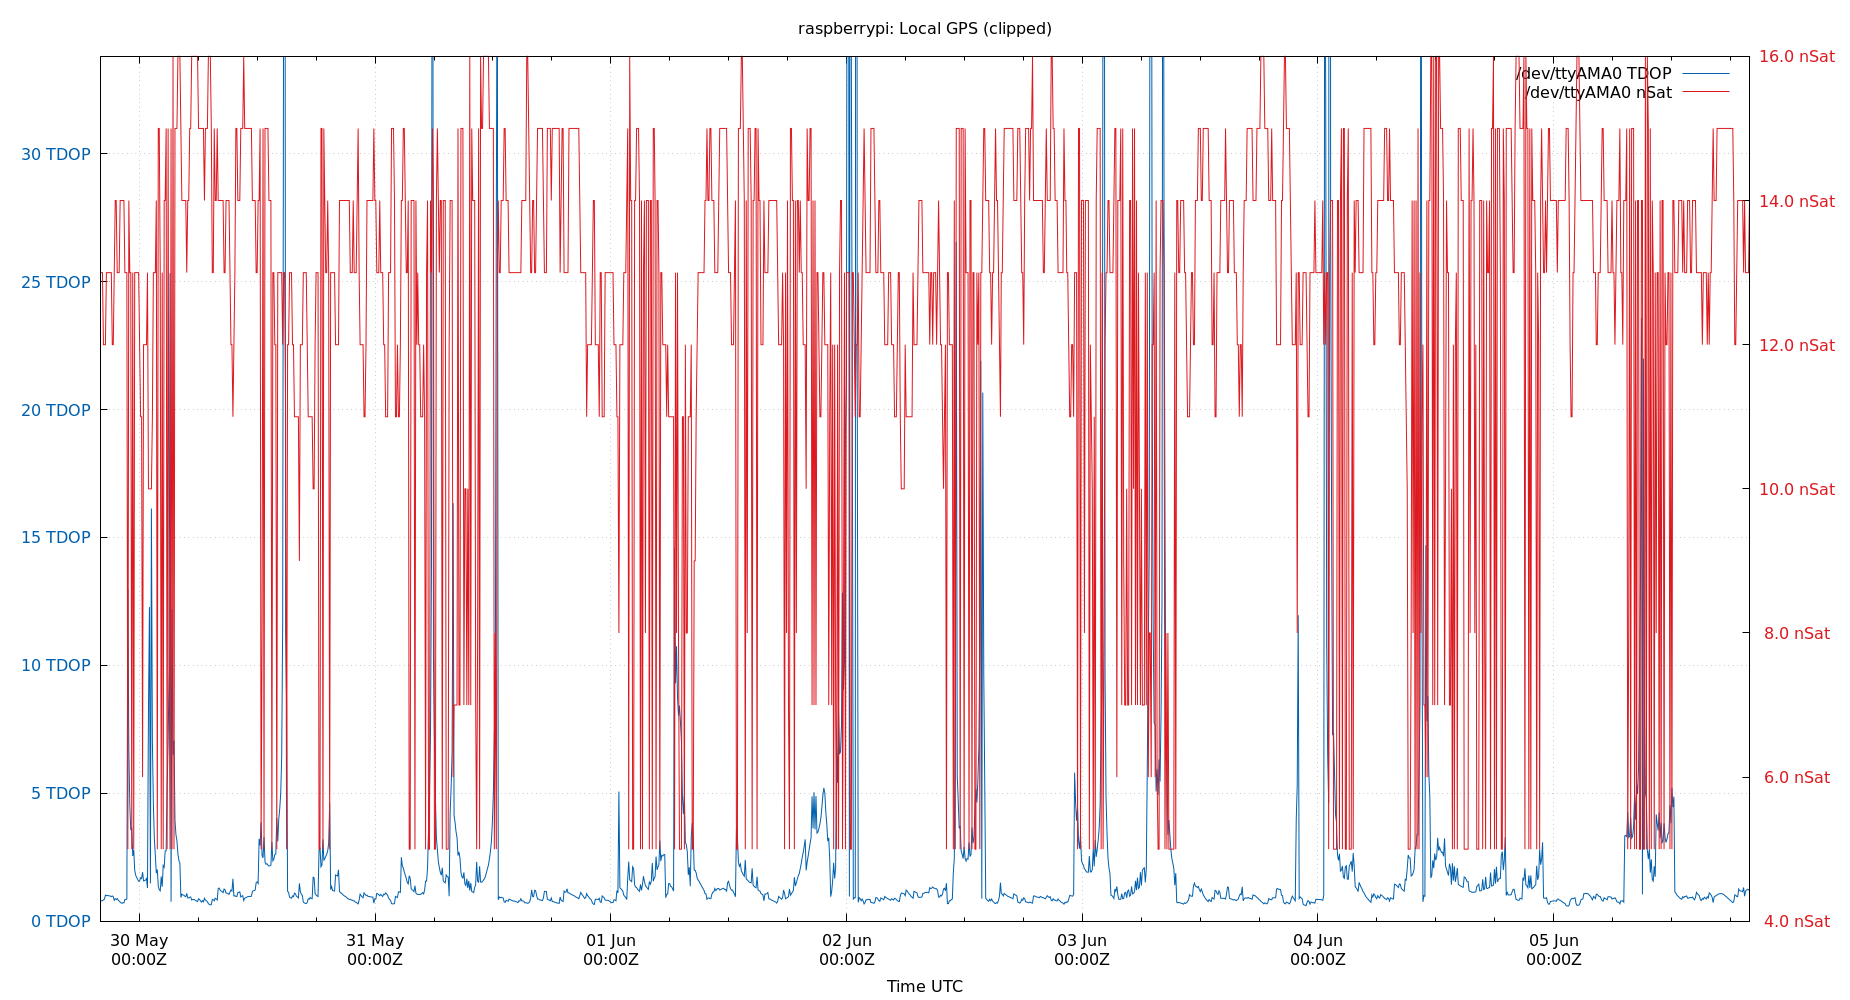 raspberrypi: Local GPS (clipped)
16.0 nSat
/dev/ttyAMA0 TDOP
/dev/ttyAMA0 nSat
30 TDOP
14.0 nSat
25 TDOP
12.0 nSat
20 TDOP
10.0 nSat
15 TDOP
8.0 nSat
10 TDOP
6.0 nSat
5 TDOP
0 TDOP
4.0 nSat
30 May 31 May 01 Jun 02 Jun 03 Jun 04 Jun 05 Jun
00:00Z 00:00Z 00:00Z 00:00Z 00:00Z 00:00Z 00:00Z
Time UTC